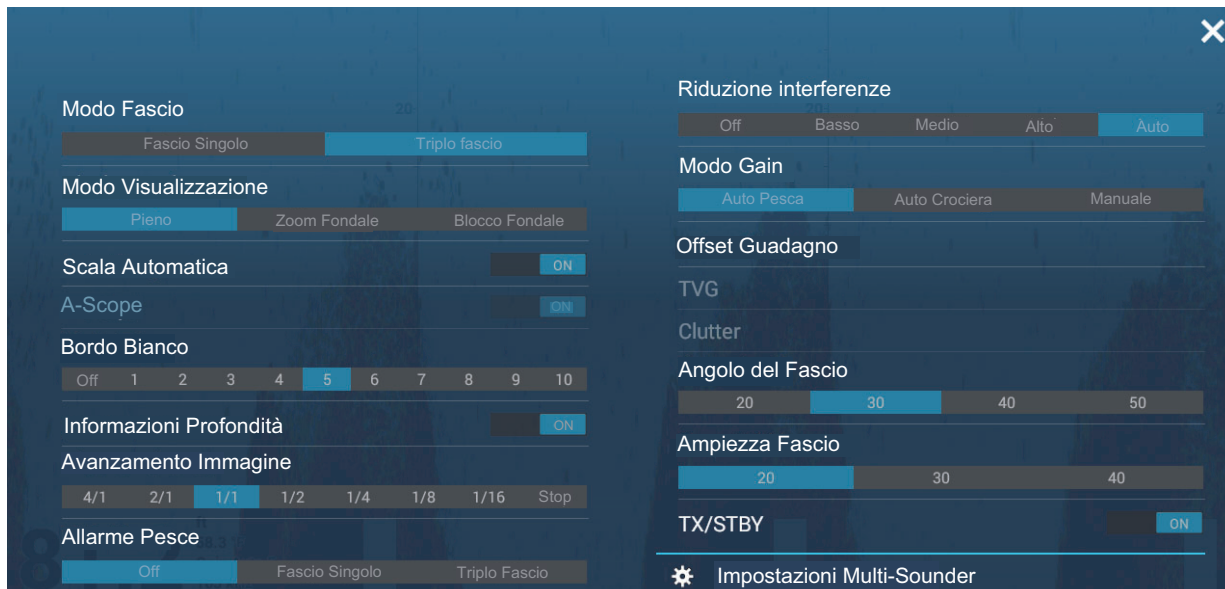 Modo Fascio
Fascio Singolo Triplo fascio
Modo Visualizzazione
Pieno Zoom Fondale Blocco Fondale
Scala Automatica ON
A-Scope ON
Bordo Bianco
Off 1 2 3 4 5 6 7 8 9 10
Informazioni Profondità ON
Avanzamento Immagine
4/1 2/1 1/1 1/2 1/4 1/8 1/16 Stop
Allarme Pesce
Off Fascio Singolo Triplo Fascio
Riduzione interferenze
Off Basso Medio Alto Auto
Modo Gain
Auto Pesca Auto Crociera Manuale
Offset Guadagno
TVG
Clutter
Angolo del Fascio
20 30 40 50
Ampiezza Fascio
20 30 40
TX/STBY ON
Impostazioni Multi-Sounder